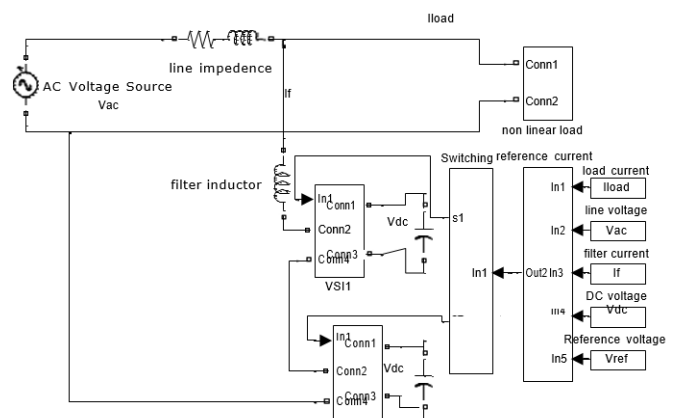 Iload
line impedence
AC Voltage Source
Vac
If
Conn1
Conn2
non linear load
filter inductor
Switching
reference current
load current
In1
Iload
line voltage
In2
Vac
filter current
Out2
In3
If
DC voltage
In4
Vdc
Reference voltage
In5
Vref
s1
In1
In1
Conn1
Conn2
Conn3
Conn4
VSI1
Vdc
In1
Conn1
Conn2
Conn3
Conn4
Vdc